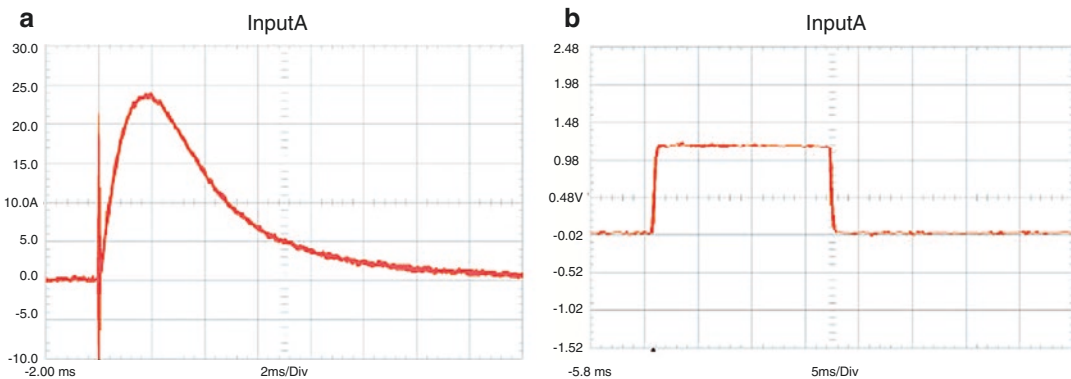 a
InputA
30.0
25.0
20.0
15.0
10.0A
5.0
0.0
-5.0
-10.0
-2.00 ms
2ms/Div
b
InputA
2.48
1.98
1.48
0.98
0.48V
-0.02
-0.52
-1.02
-1.52
-5.8 ms
5ms/Div